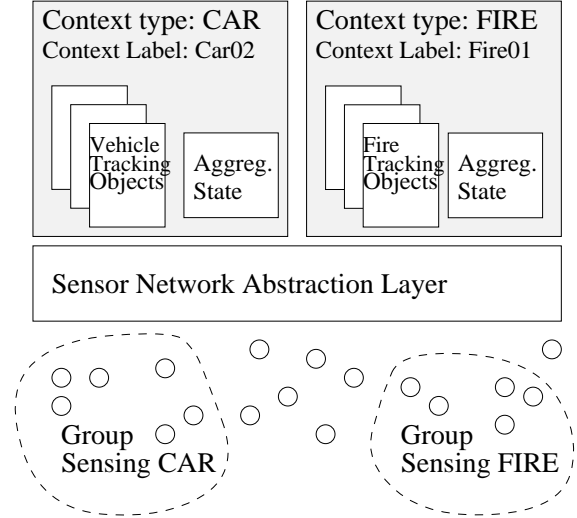 Context type: CAR
Context Label: Car02
Vehicle
Tracking
Objects
Aggreg.
State
Context type: FIRE
Context Label: Fire01
Fire
Tracking
Objects
Aggreg.
State
Sensor Network Abstraction Layer
Group
Sensing CAR
Group
Sensing FIRE